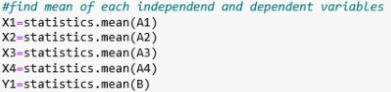 #find mean of each independend and dependent variables
X1=statistics.mean(A1)
X2=statistics.mean(A2)
X3=statistics.mean(A3)
X4=statistics.mean(A4)
Y1=statistics.mean(B)